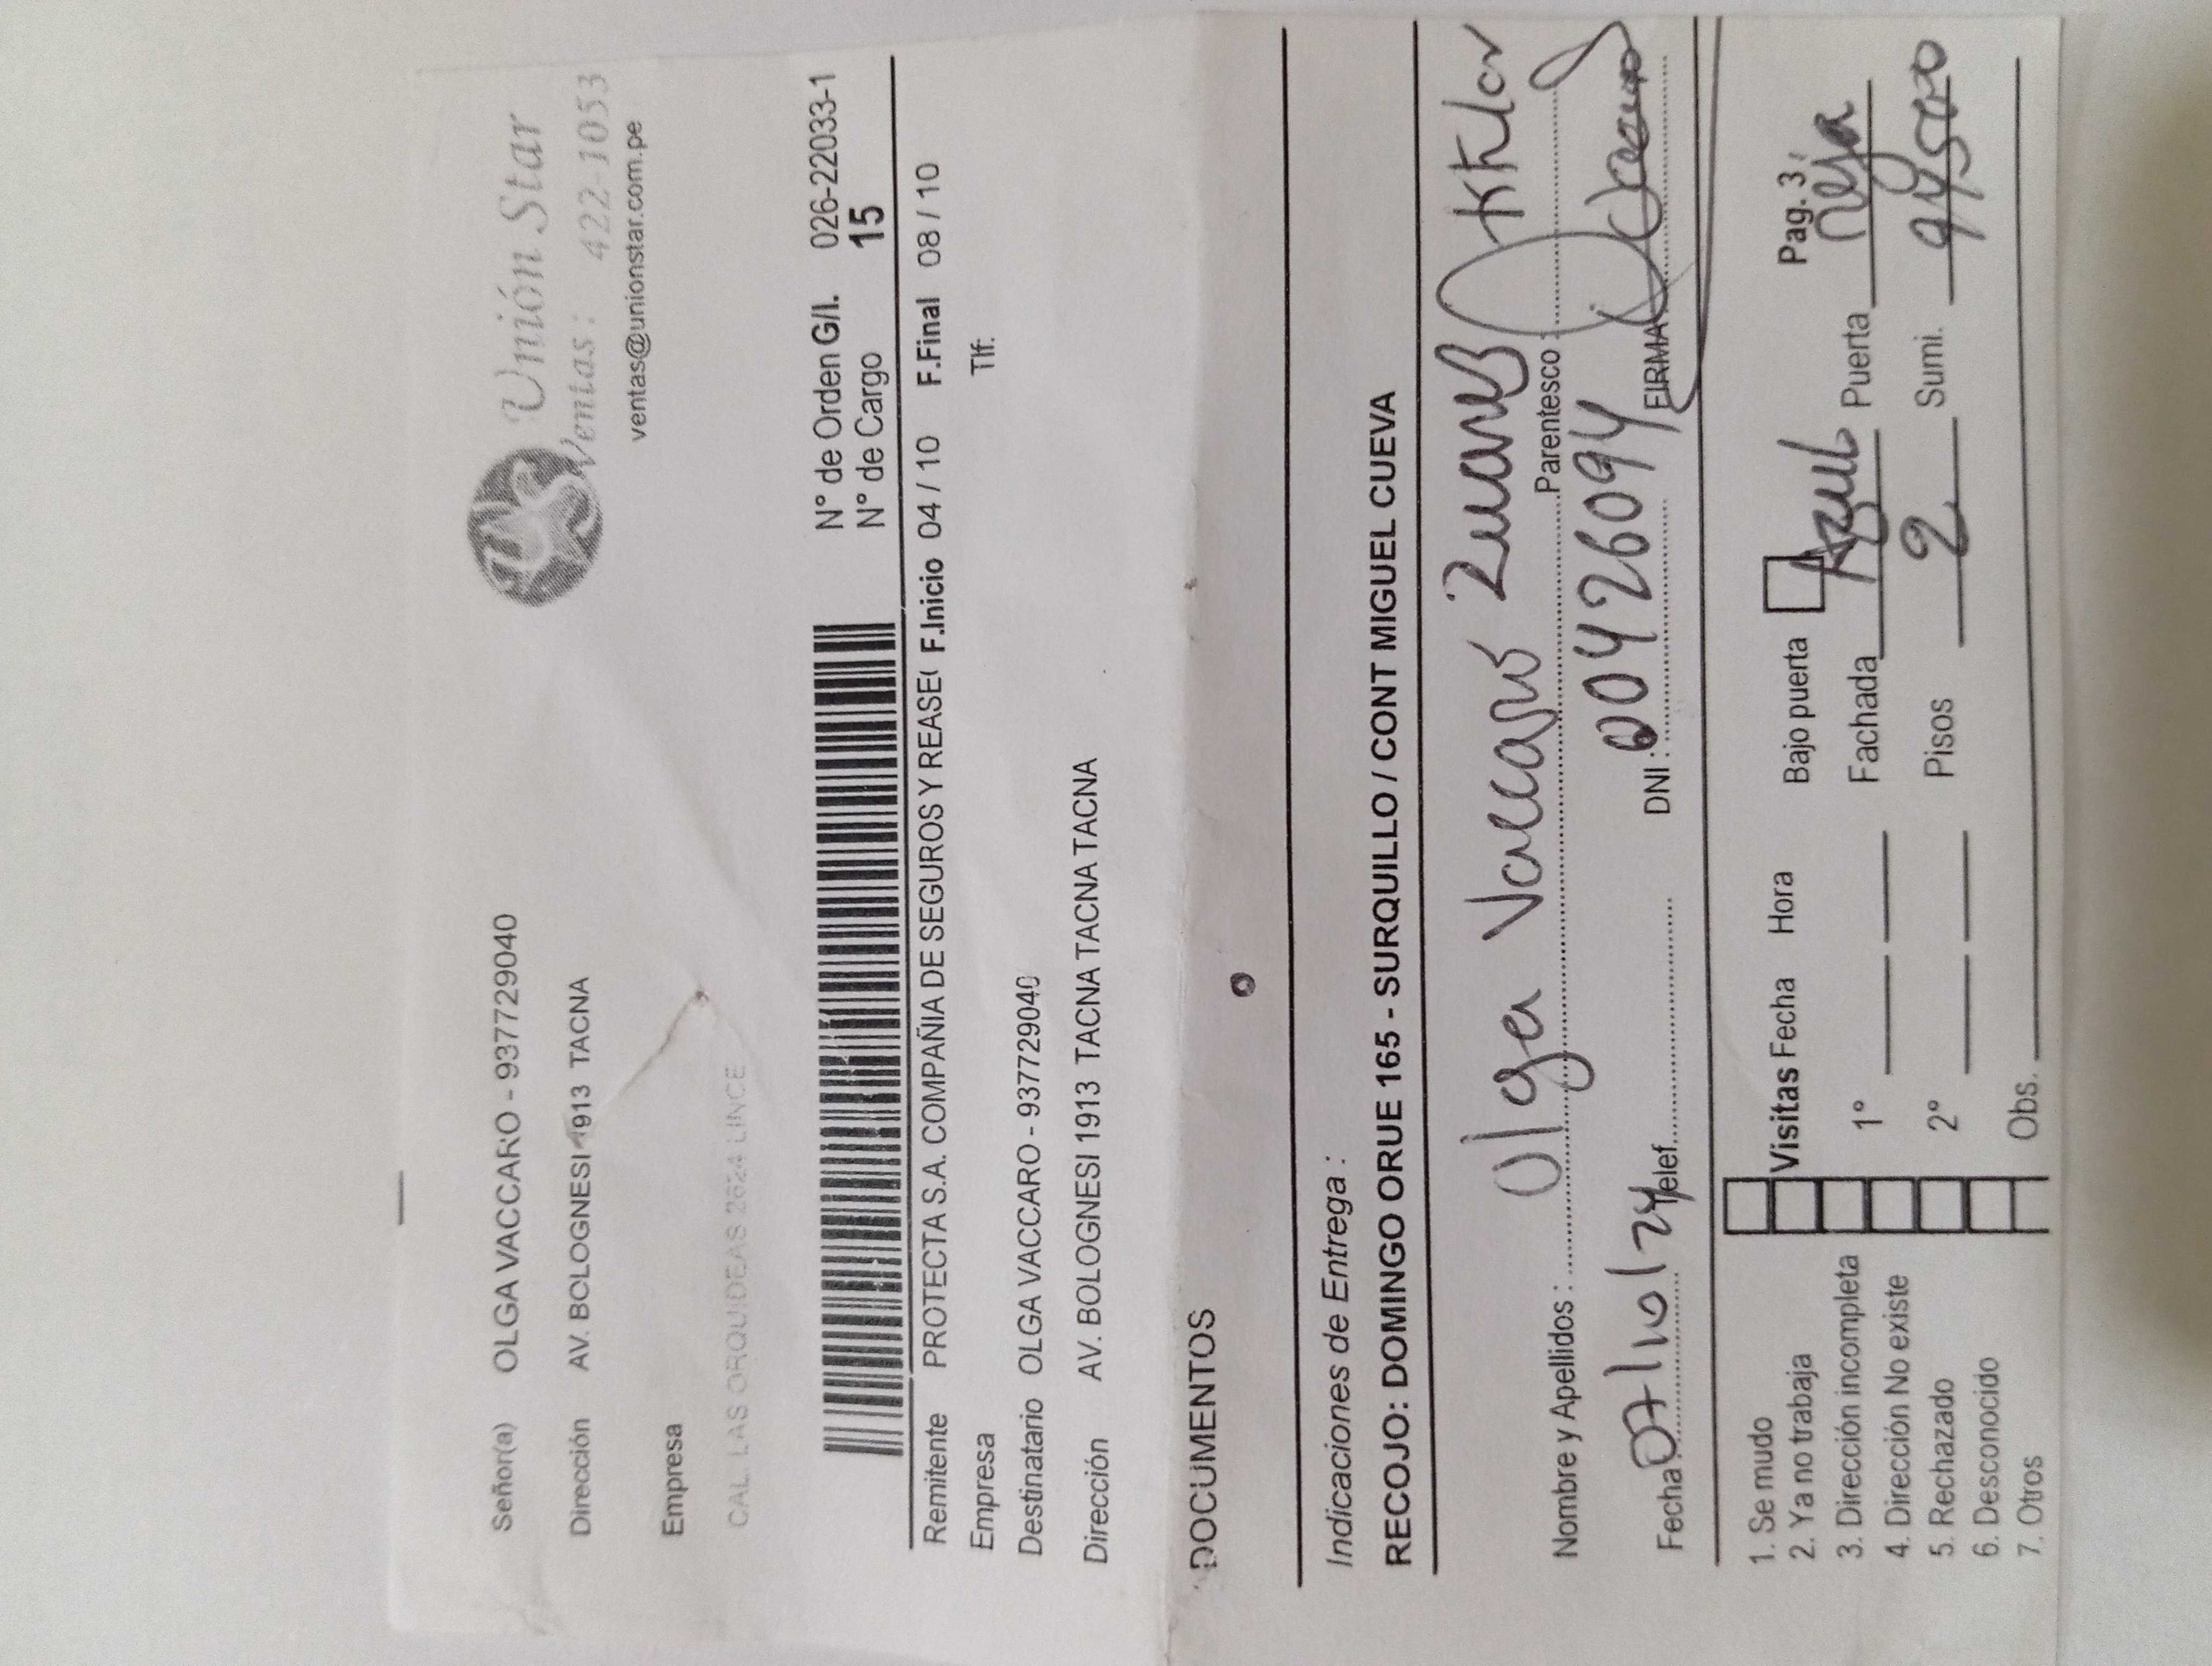 Señor(a) OLGA VACCARO - 937729040
Dirección AV. BOLOGNESI 1913 TACNA
Empresa
CAL. LAS ORQUIDEAS 2624 LINCE
Unión Star
Ventas : 422-1053
ventas@unionstar.com.pe
N° de Orden G/I. 026-22033-1
N° de Cargo 15
Remitente PROTECTA S.A. COMPAÑIA DE SEGUROS Y REASE F.Inicio 04 / 10 F.Final 08 / 10
Empresa Tlf:
Destinatario OLGA VACCARO - 937729040
Dirección AV. BOLOGNESI 1913 TACNA TACNA TACNA
DOCUMENTOS
Indicaciones de Entrega :
RECOJO: DOMINGO ORUE 165 - SURQUILLO / CONT MIGUEL CUEVA
Nombre y Apellidos : Olga Vaccaro Parentesco :
Fecha 07/10/24 Telef. DNI : 00426094 FIRMA
1. Se mudo
2. Ya no trabaja
3. Dirección incompleta
4. Dirección No existe
5. Rechazado
6. Desconocido
7. Otros
Visitas Fecha Hora Bajo puerta Pag. 3
1° Fachada Azul Puerta
2° Pisos 2 Sumi.
Obs.